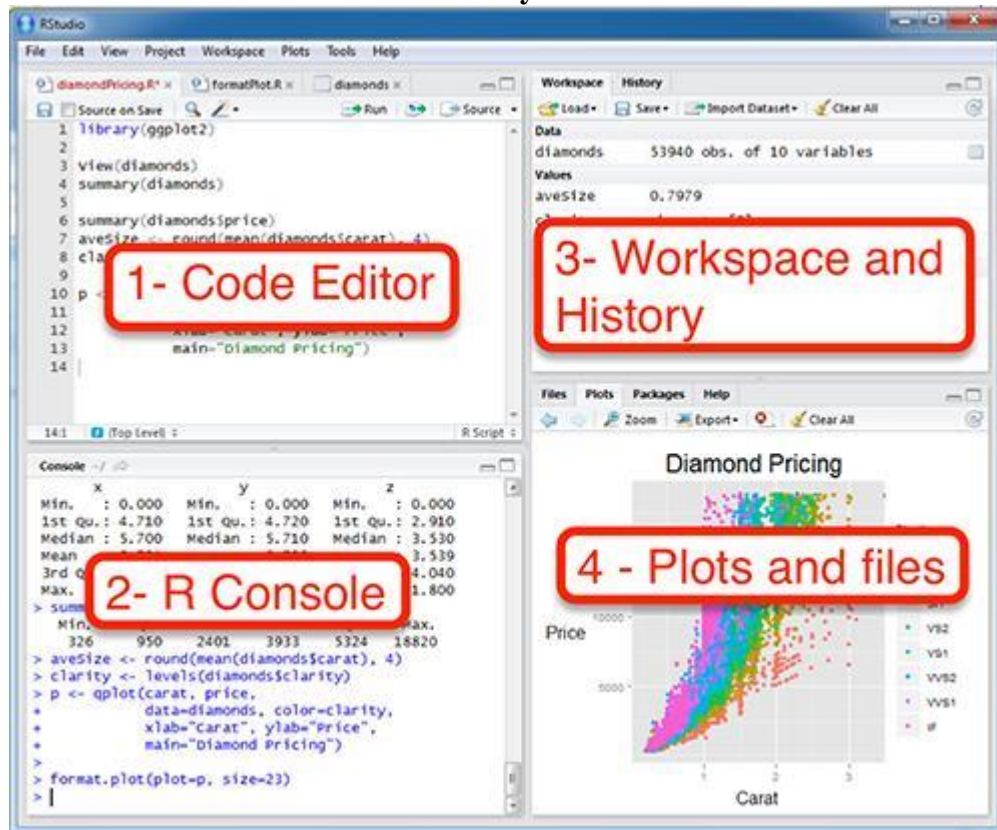 RStudio
File Edit View Project Workspace Plots Tools Help
diamondPricing.R* × formatPlot.R × diamonds ×
Source on Save Run Source
1 library(ggplot2)
2
3 view(diamonds)
4 summary(diamonds)
5
6 summary(diamonds$price)
7 aveSize <- round(mean(diamonds$carat), 4)
8 cla
9
10 p <
11
12 xlab="Carat", ylab="Price",
13 main="Diamond Pricing")
14
1- Code Editor
14:1 (Top Level) R Script
Console ~/
x y z
Min. : 0.000 Min. : 0.000 Min. : 0.000
1st Qu.: 4.710 1st Qu.: 4.720 1st Qu.: 2.910
Median : 5.700 Median : 5.710 Median : 3.530
Mean 3.539
3rd Q 4.040
Max. 1.800
> summ
Min. Max.
326 950 2401 3933 5324 18820
> aveSize <- round(mean(diamonds$carat), 4)
> clarity <- levels(diamonds$clarity)
> p <- qplot(carat, price,
+ data=diamonds, color=clarity,
+ xlab="Carat", ylab="Price",
+ main="Diamond Pricing")
>
> format.plot(plot=p, size=23)
>
2- R Console
Workspace History
Load Save Import Dataset Clear All
Data
diamonds 53940 obs. of 10 variables
Values
aveSize 0.7979
3- Workspace and
History
Files Plots Packages Help
Zoom Export Clear All
Diamond Pricing
4 - Plots and files
Price
10000
5000
VS2
VS1
VVS2
VVS1
IF
1 2 3
Carat